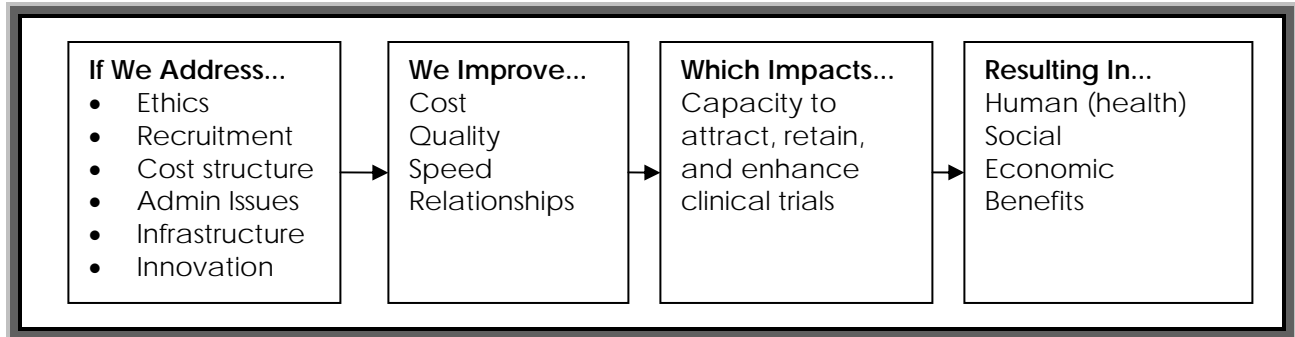 If We Address...
• Ethics
• Recruitment
• Cost structure
• Admin Issues
• Infrastructure
• Innovation
We Improve...
Cost
Quality
Speed
Relationships
Which Impacts...
Capacity to
attract, retain,
and enhance
clinical trials
Resulting In...
Human (health)
Social
Economic
Benefits